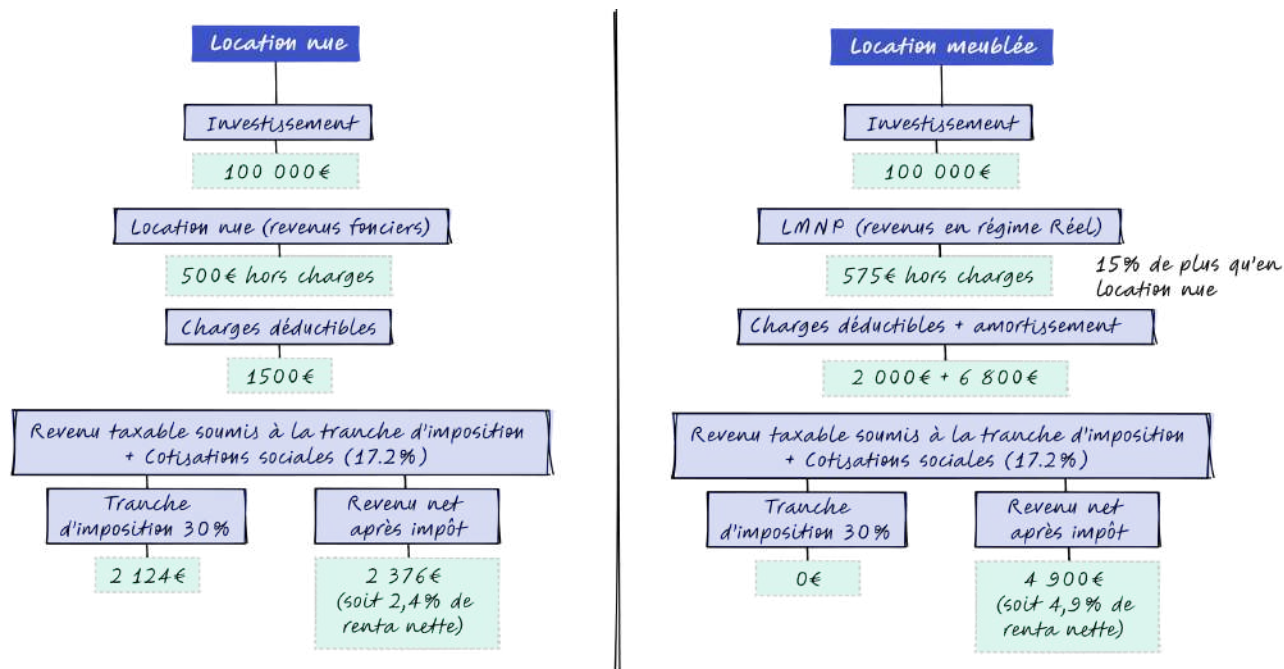 Location nue
Investissement
100 000€
Location nue (revenus fonciers)
500€ hors charges
Charges déductibles
1500€
Revenu taxable soumis à la tranche d'imposition
+ Cotisations sociales (17.2%)
Tranche
d'imposition 30%
2 124€
Revenu net
après impôt
2 376€
(soit 2,4% de
renta nette)
Location meublée
Investissement
100 000€
LMNP (revenus en régime Réel)
575€ hors charges
15% de plus qu'en
location nue
Charges déductibles + amortissement
2 000€ + 6 800€
Revenu taxable soumis à la tranche d'imposition
+ Cotisations sociales (17.2%)
Tranche
d'imposition 30%
0€
Revenu net
après impôt
4 900€
(soit 4,9% de
renta nette)